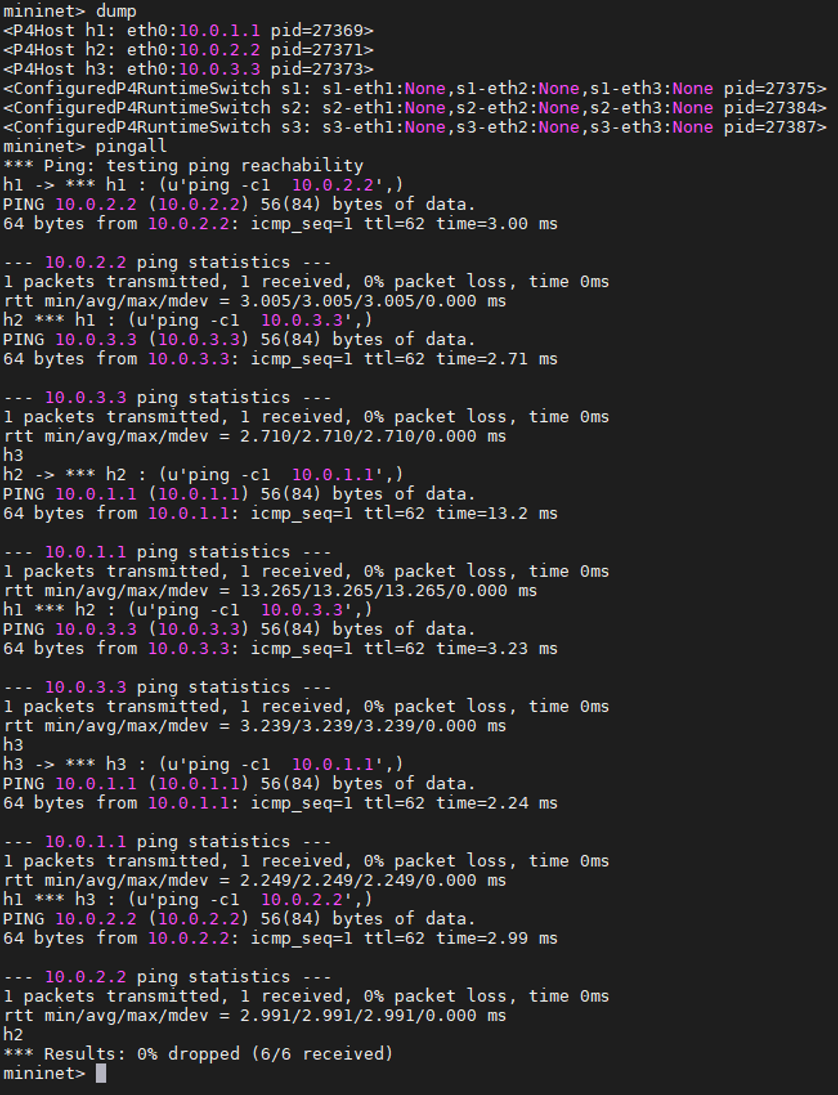 mininet> dump
<P4Host h1: eth0:10.0.1.1 pid=27369>
<P4Host h2: eth0:10.0.2.2 pid=27371>
<P4Host h3: eth0:10.0.3.3 pid=27373>
<ConfiguredP4RuntimeSwitch s1: s1-eth1:None,s1-eth2:None,s1-eth3:None pid=27375>
<ConfiguredP4RuntimeSwitch s2: s2-eth1:None,s2-eth2:None,s2-eth3:None pid=27384>
<ConfiguredP4RuntimeSwitch s3: s3-eth1:None,s3-eth2:None,s3-eth3:None pid=27387>
mininet> pingall
*** Ping: testing ping reachability
h1 -> *** h1 : (u'ping -c1  10.0.2.2',)
PING 10.0.2.2 (10.0.2.2) 56(84) bytes of data.
64 bytes from 10.0.2.2: icmp_seq=1 ttl=62 time=3.00 ms

--- 10.0.2.2 ping statistics ---
1 packets transmitted, 1 received, 0% packet loss, time 0ms
rtt min/avg/max/mdev = 3.005/3.005/3.005/0.000 ms
h2 *** h1 : (u'ping -c1  10.0.3.3',)
PING 10.0.3.3 (10.0.3.3) 56(84) bytes of data.
64 bytes from 10.0.3.3: icmp_seq=1 ttl=62 time=2.71 ms

--- 10.0.3.3 ping statistics ---
1 packets transmitted, 1 received, 0% packet loss, time 0ms
rtt min/avg/max/mdev = 2.710/2.710/2.710/0.000 ms
h3
h2 -> *** h2 : (u'ping -c1  10.0.1.1',)
PING 10.0.1.1 (10.0.1.1) 56(84) bytes of data.
64 bytes from 10.0.1.1: icmp_seq=1 ttl=62 time=13.2 ms

--- 10.0.1.1 ping statistics ---
1 packets transmitted, 1 received, 0% packet loss, time 0ms
rtt min/avg/max/mdev = 13.265/13.265/13.265/0.000 ms
h1 *** h2 : (u'ping -c1  10.0.3.3',)
PING 10.0.3.3 (10.0.3.3) 56(84) bytes of data.
64 bytes from 10.0.3.3: icmp_seq=1 ttl=62 time=3.23 ms

--- 10.0.3.3 ping statistics ---
1 packets transmitted, 1 received, 0% packet loss, time 0ms
rtt min/avg/max/mdev = 3.239/3.239/3.239/0.000 ms
h3
h3 -> *** h3 : (u'ping -c1  10.0.1.1',)
PING 10.0.1.1 (10.0.1.1) 56(84) bytes of data.
64 bytes from 10.0.1.1: icmp_seq=1 ttl=62 time=2.24 ms

--- 10.0.1.1 ping statistics ---
1 packets transmitted, 1 received, 0% packet loss, time 0ms
rtt min/avg/max/mdev = 2.249/2.249/2.249/0.000 ms
h1 *** h3 : (u'ping -c1  10.0.2.2',)
PING 10.0.2.2 (10.0.2.2) 56(84) bytes of data.
64 bytes from 10.0.2.2: icmp_seq=1 ttl=62 time=2.99 ms

--- 10.0.2.2 ping statistics ---
1 packets transmitted, 1 received, 0% packet loss, time 0ms
rtt min/avg/max/mdev = 2.991/2.991/2.991/0.000 ms
h2
*** Results: 0% dropped (6/6 received)
mininet>